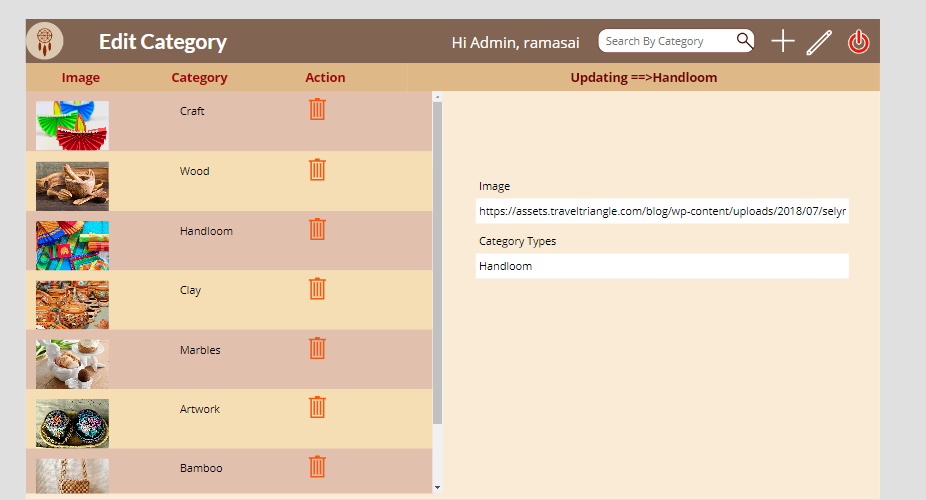 Edit Category
Hi Admin, ramasai
Search By Category
Image Category Action
Updating ==>Handloom
Craft
Wood
Handloom
Clay
Marbles
Artwork
Bamboo
Image
https://assets.traveltriangle.com/blog/wp-content/uploads/2018/07/selyr
Category Types
Handloom